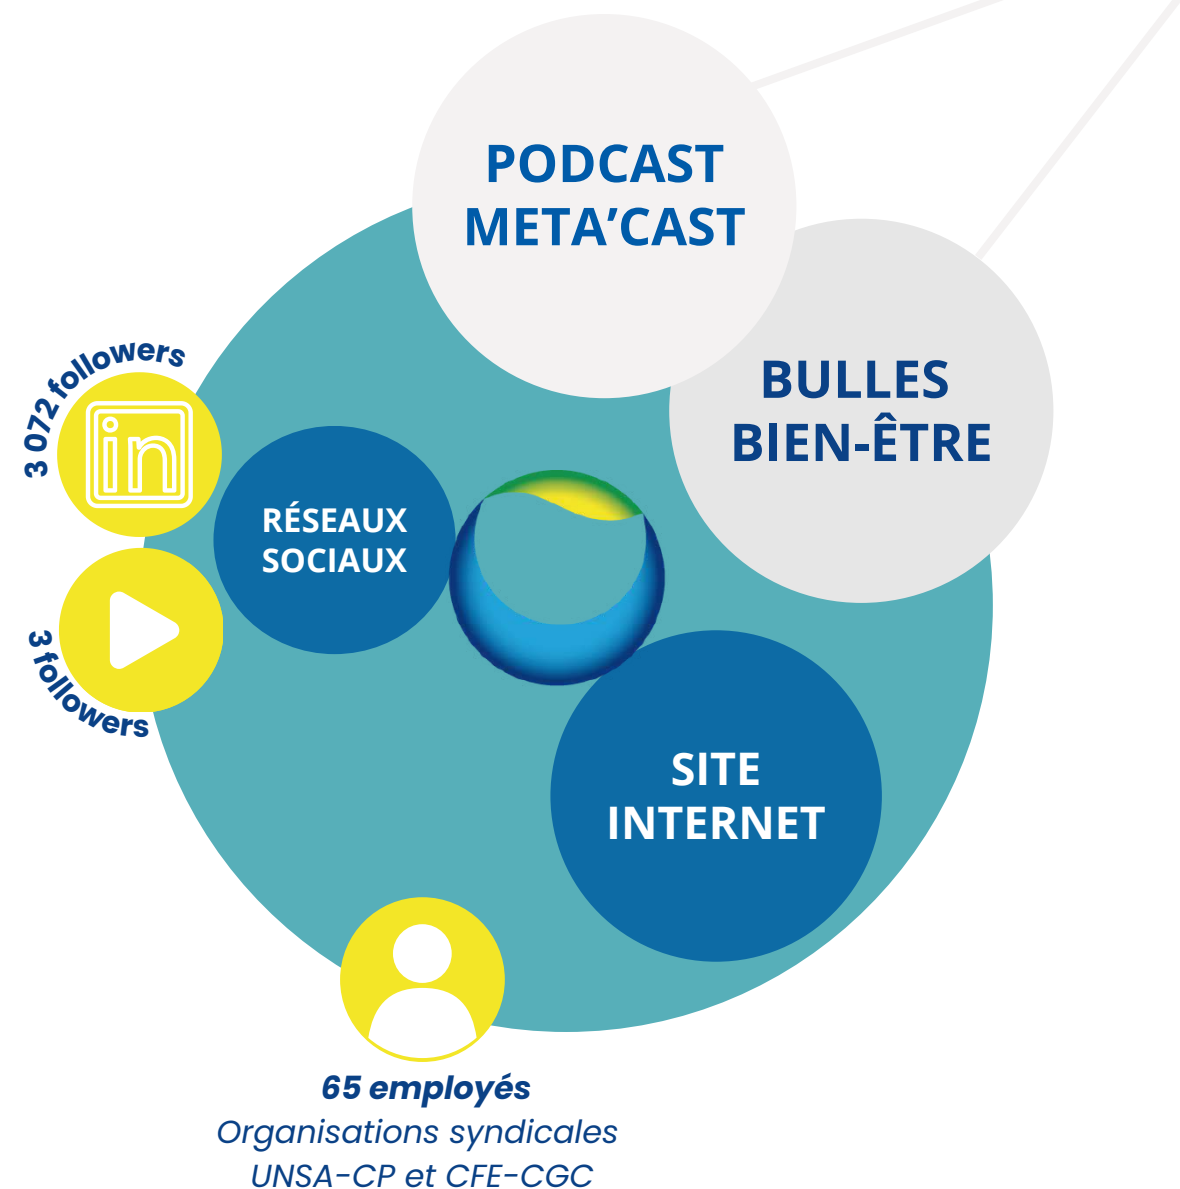 PODCAST
META’CAST
BULLES
BIEN-ÊTRE
3 072 followers
in
RÉSEAUX
SOCIAUX
3 followers
SITE
INTERNET
65 employés
Organisations syndicales
UNSA-CP et CFE-CGC